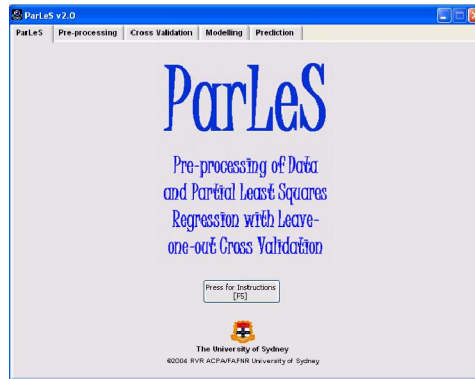 ParLeS v2.0
ParLeS Pre-processing Cross Validation Modelling Prediction
ParLeS
Pre-processing of Data
and Partial Least Squares
Regression with Leave-
one-out Cross Validation
Press for Instructions
[F5]
The University of Sydney
©2004 RVR ACPA/FAFNR University of Sydney